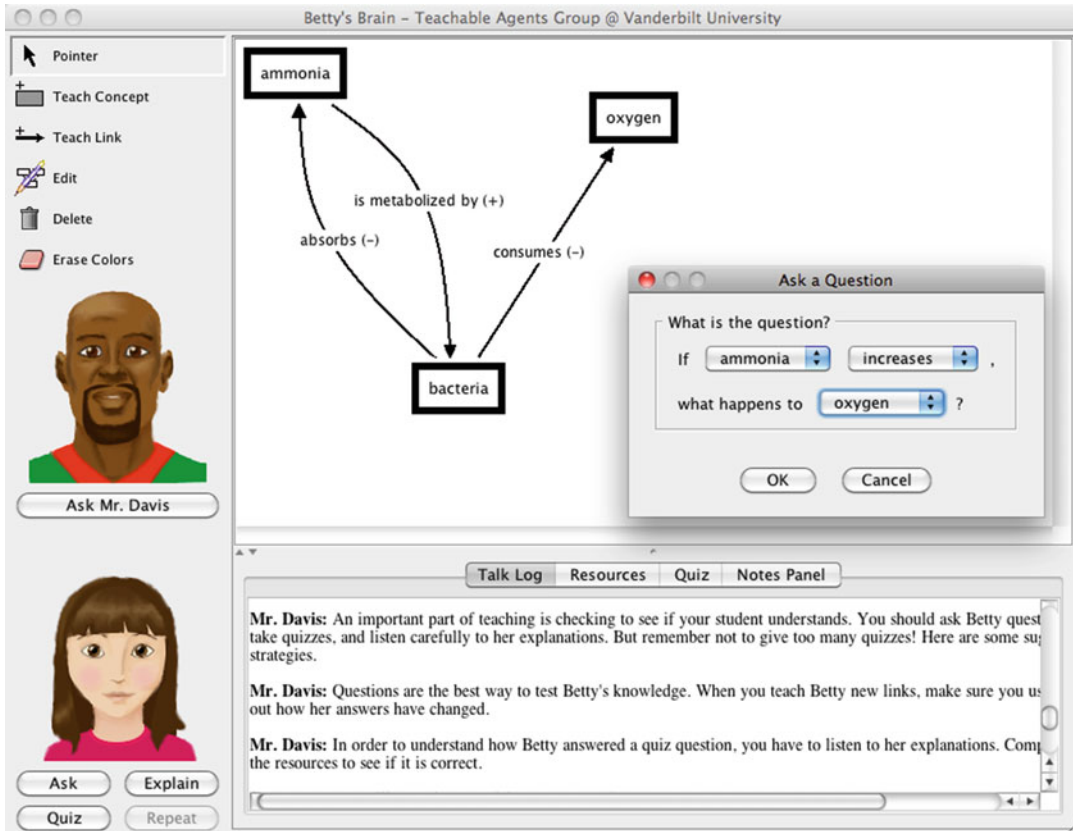 Betty's Brain – Teachable Agents Group @ Vanderbilt University
Pointer
Teach Concept
Teach Link
Edit
Delete
Erase Colors
Ask Mr. Davis
Ask
Explain
Quiz
Repeat
ammonia
oxygen
is metabolized by (+)
absorbs (-)
consumes (-)
bacteria
Ask a Question
What is the question?
If ammonia increases ,
what happens to oxygen ?
OK
Cancel
Talk Log
Resources
Quiz
Notes Panel
Mr. Davis: An important part of teaching is checking to see if your student understands. You should ask Betty quest
take quizzes, and listen carefully to her explanations. But remember not to give too many quizzes! Here are some sug
strategies.
Mr. Davis: Questions are the best way to test Betty's knowledge. When you teach Betty new links, make sure you us
out how her answers have changed.
Mr. Davis: In order to understand how Betty answered a quiz question, you have to listen to her explanations. Comp
the resources to see if it is correct.